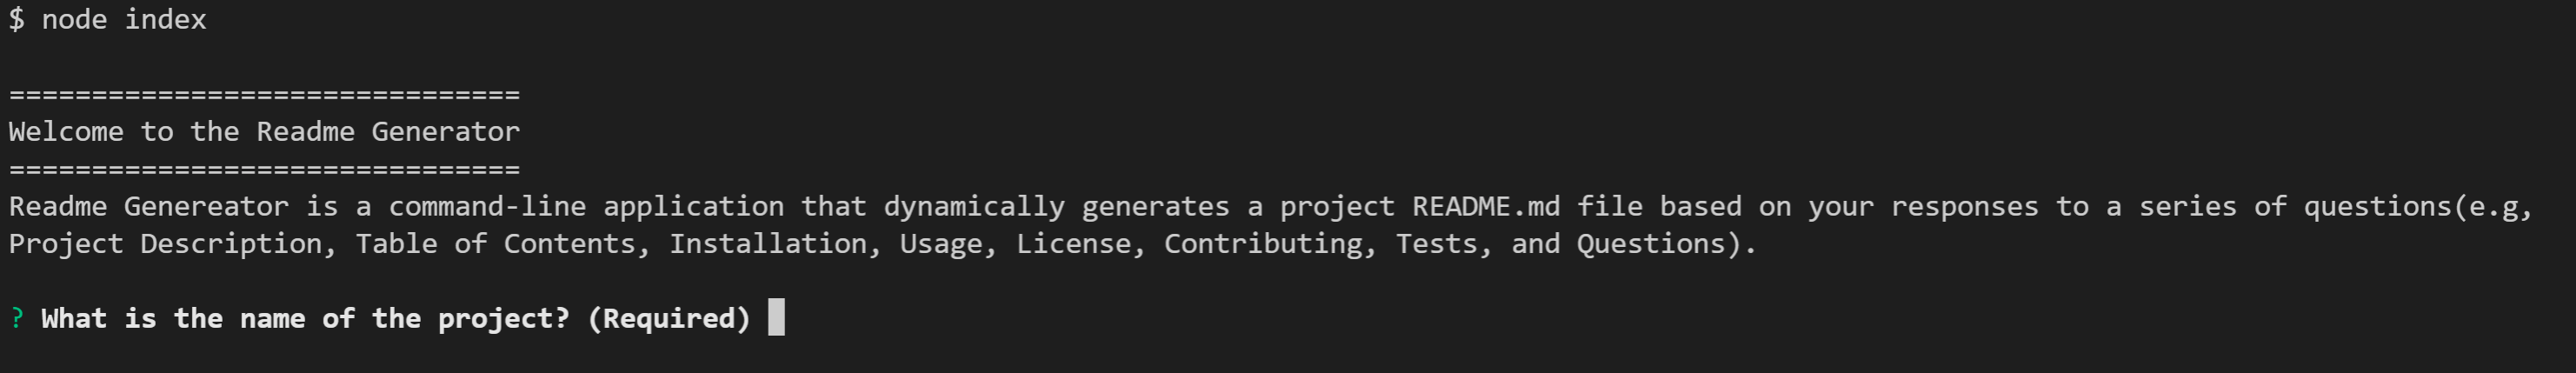 $ node index
===============================
Welcome to the Readme Generator
===============================
Readme Genereator is a command-line application that dynamically generates a project README.md file based on your responses to a series of questions(e.g,
Project Description, Table of Contents, Installation, Usage, License, Contributing, Tests, and Questions).
? What is the name of the project? (Required)